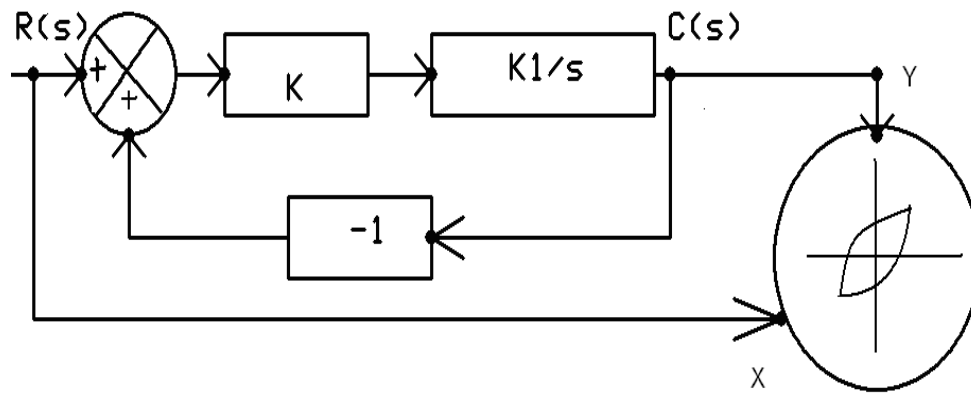 R(s)
+
+
K
K1/s
C(s)
Y
-1
X